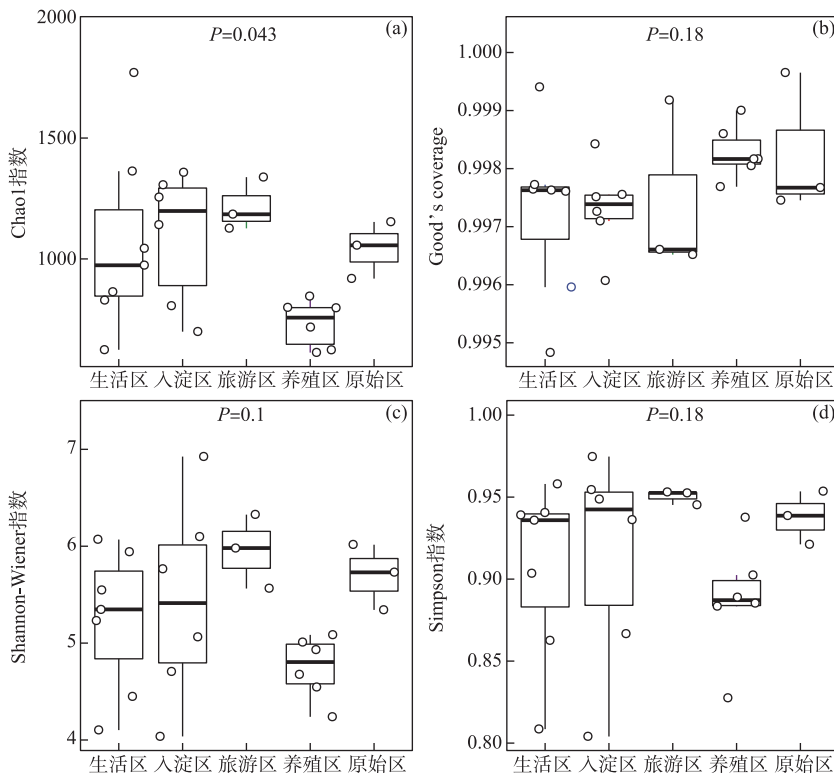 2000
P=0.043
(a)
1500
1000
Chao1指数
生活区 入淀区 旅游区 养殖区 原始区
1.000
P=0.18
(b)
0.999
0.998
0.997
0.996
0.995
Good's coverage
生活区 入淀区 旅游区 养殖区 原始区
P=0.1
(c)
7
6
5
4
Shannon-Wiener指数
生活区 入淀区 旅游区 养殖区 原始区
1.00
P=0.18
(d)
0.95
0.90
0.85
0.80
Simpson指数
生活区 入淀区 旅游区 养殖区 原始区